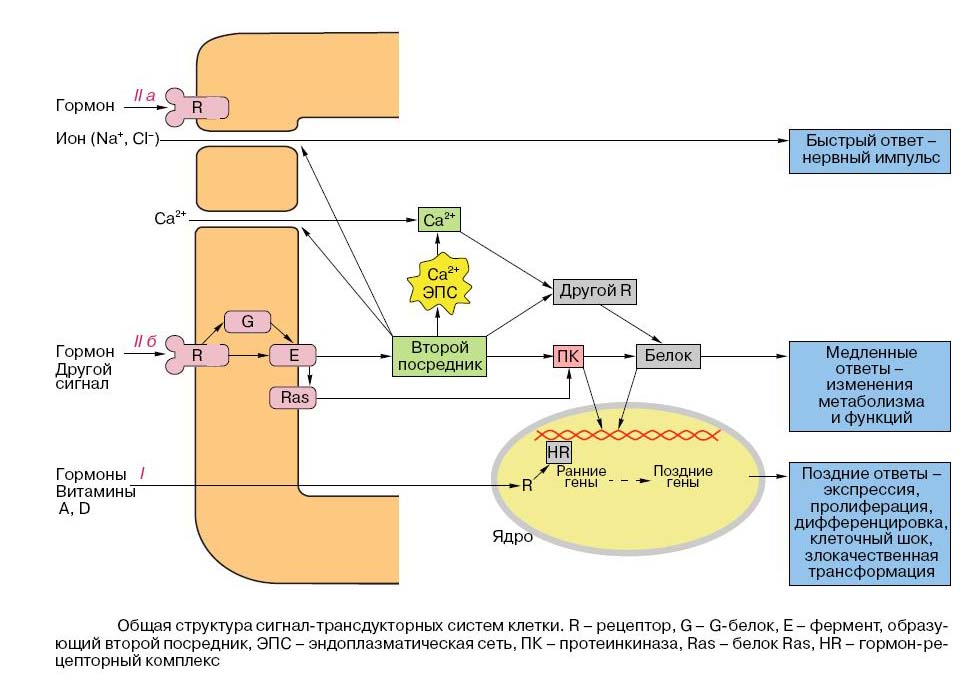 Гормон
II а
R
Ион (Na⁺, Cl⁻)
Быстрый ответ –
нервный импульс
Ca²⁺
Ca²⁺
Ca²⁺
ЭПС
Другой R
G
II б
Гормон
Другой
сигнал
R
E
Второй
посредник
ПК
Белок
Медленные
ответы –
изменения
метаболизма
и функций
Ras
HR
Гормоны
Витамины
A, D
I
R
Ранние
гены
Поздние
гены
Поздние ответы –
экспрессия,
пролиферация,
дифференцировка,
клеточный шок,
злокачественная
трансформация
Ядро
Общая структура сигнал-трансдукторных систем клетки. R – рецептор, G – G-белок, E – фермент, образу-
ющий второй посредник, ЭПС – эндоплазматическая сеть, ПК – протеинкиназа, Ras – белок Ras, HR – гормон-ре-
цепторный комплекс